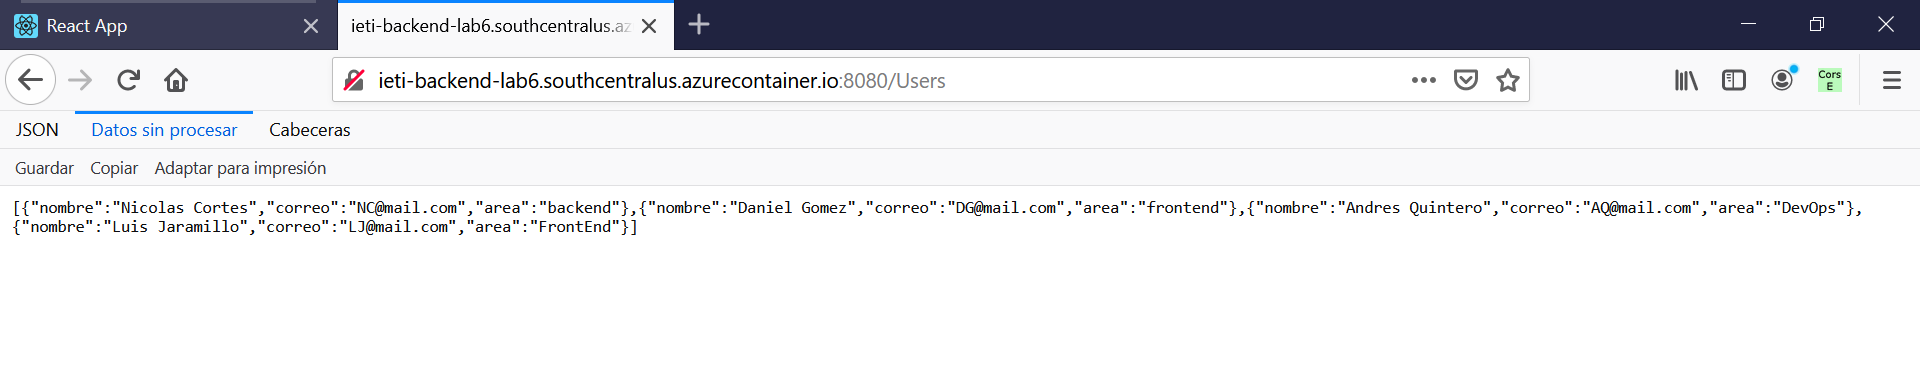 React App
ieti-backend-lab6.southcentralus.az
ieti-backend-lab6.southcentralus.azurecontainer.io:8080/Users
Cors
E
JSON Datos sin procesar Cabeceras
Guardar Copiar Adaptar para impresión
[{"nombre":"Nicolas Cortes","correo":"NC@mail.com","area":"backend"},{"nombre":"Daniel Gomez","correo":"DG@mail.com","area":"frontend"},{"nombre":"Andres Quintero","correo":"AQ@mail.com","area":"DevOps"},
{"nombre":"Luis Jaramillo","correo":"LJ@mail.com","area":"FrontEnd"}]